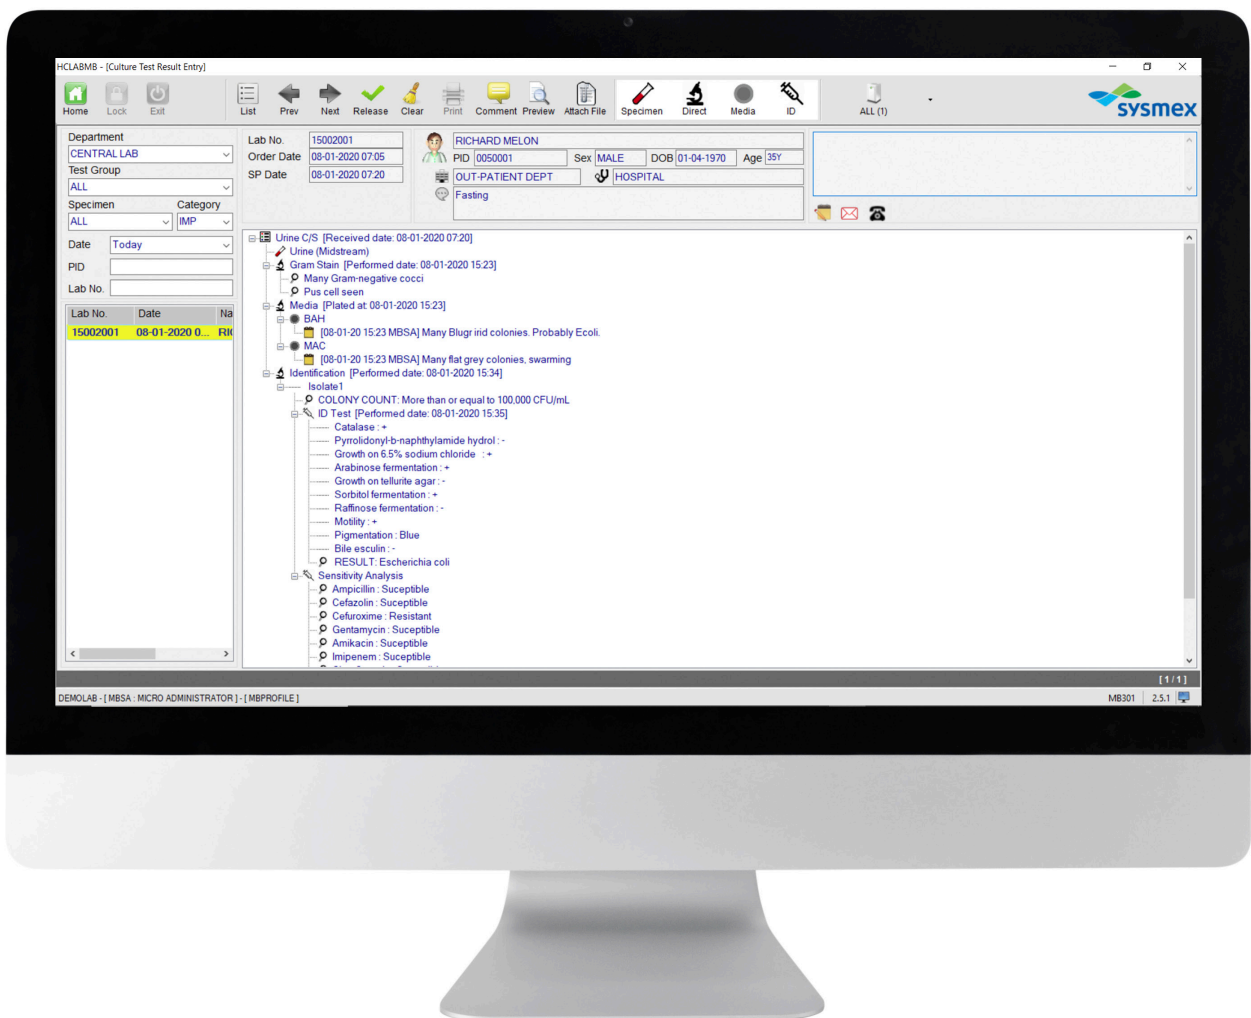 HCLABMB - [Culture Test Result Entry]
Home Lock Exit List Prev Next Release Clear Print Comment Preview Attach File Specimen Direct Media ID ALL (1)
sysmex
Department
CENTRAL LAB
Test Group
ALL
Specimen Category
ALL IMP
Date Today
PID
Lab No.
Lab No. Date Na
15002001 08-01-2020 0... RI
Lab No. 15002001
Order Date 08-01-2020 07:05
SP Date 08-01-2020 07:20
RICHARD MELON
PID 0050001 Sex MALE DOB 01-04-1970 Age 35Y
OUT-PATIENT DEPT HOSPITAL
Fasting
Urine C/S [Received date: 08-01-2020 07:20]
Urine (Midstream)
Gram Stain [Performed date: 08-01-2020 15:23]
Many Gram-negative cocci
Pus cell seen
Media [Plated at: 08-01-2020 15:23]
BAH
[08-01-20 15:23 MBSA] Many Blugr irid colonies. Probably Ecoli.
MAC
[08-01-20 15:23 MBSA] Many flat grey colonies, swarming
Identification [Performed date: 08-01-2020 15:34]
Isolate1
COLONY COUNT: More than or equal to 100,000 CFU/mL
ID Test [Performed date: 08-01-2020 15:35]
Catalase : +
Pyrrolidonyl-b-naphthylamide hydrol : -
Growth on 6.5% sodium chloride : +
Arabinose fermentation : +
Growth on tellurite agar : -
Sorbitol fermentation : +
Raffinose fermentation : -
Motility : +
Pigmentation : Blue
Bile esculin : -
RESULT: Escherichia coli
Sensitivity Analysis
Ampicillin : Suceptible
Cefazolin : Suceptible
Cefuroxime : Resistant
Gentamycin : Suceptible
Amikacin : Suceptible
Imipenem : Suceptible
[1/1]
DEMOLAB - [ MBSA : MICRO ADMINISTRATOR ] - [ MBPROFILE ] MB301 2.5.1